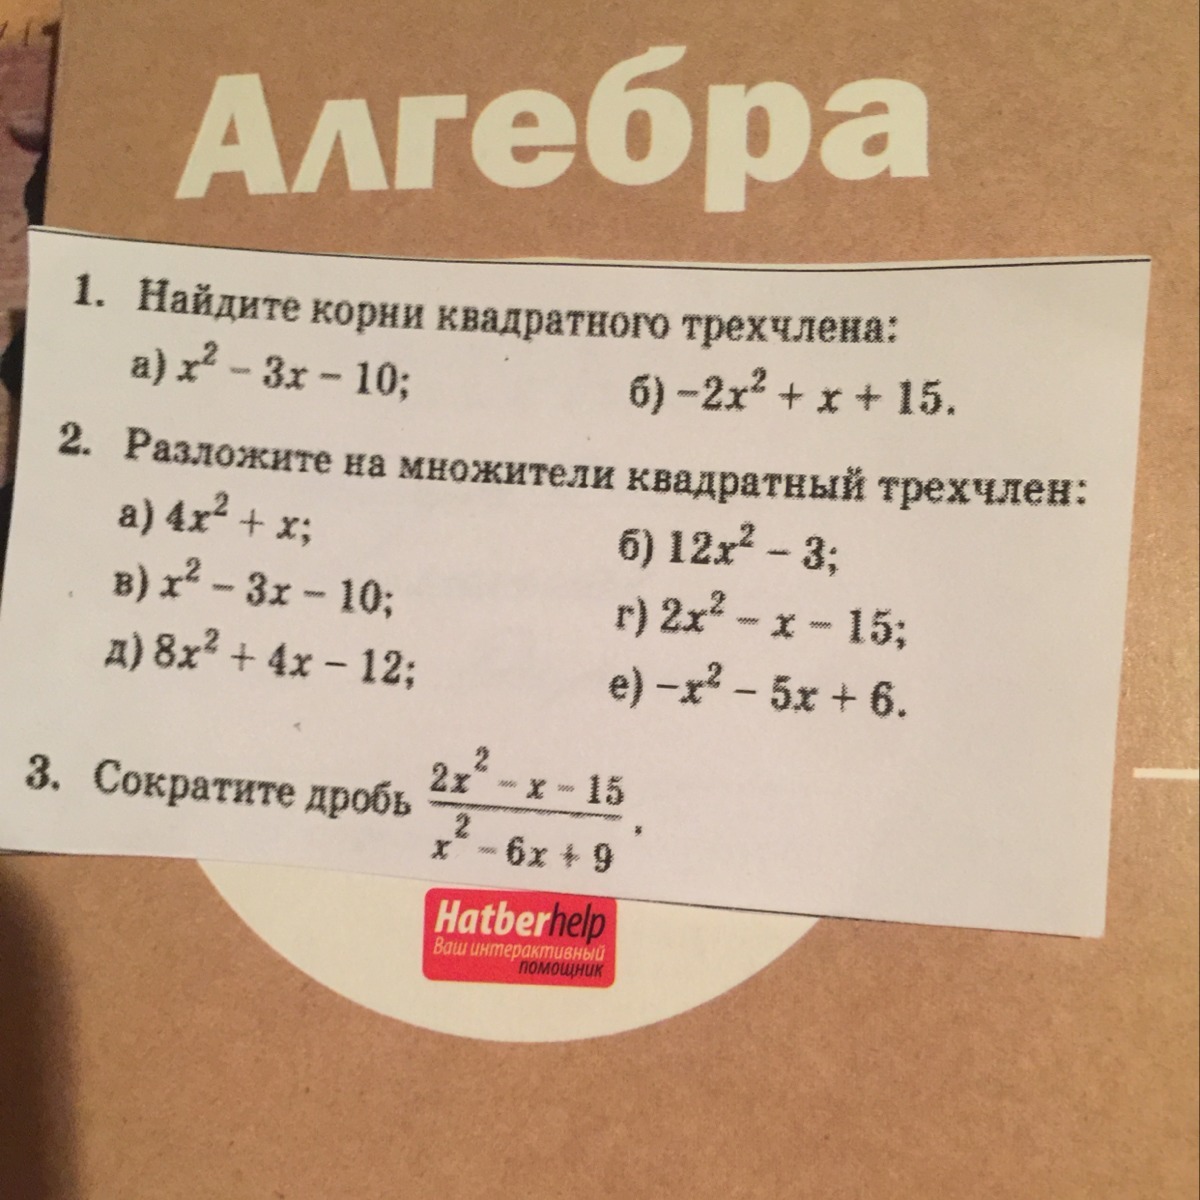 Алгебра
1. Найдите корни квадратного трехчлена:
а) x² – 3x – 10; б) –2x² + x + 15.
2. Разложите на множители квадратный трехчлен:
а) 4x² + x; б) 12x² – 3;
в) x² – 3x – 10; г) 2x² – x – 15;
д) 8x² + 4x – 12; е) –x² – 5x + 6.
3. Сократите дробь
2x² – x – 15
x² – 6x + 9 .
Hatberhelp
Ваш интерактивный
помощник